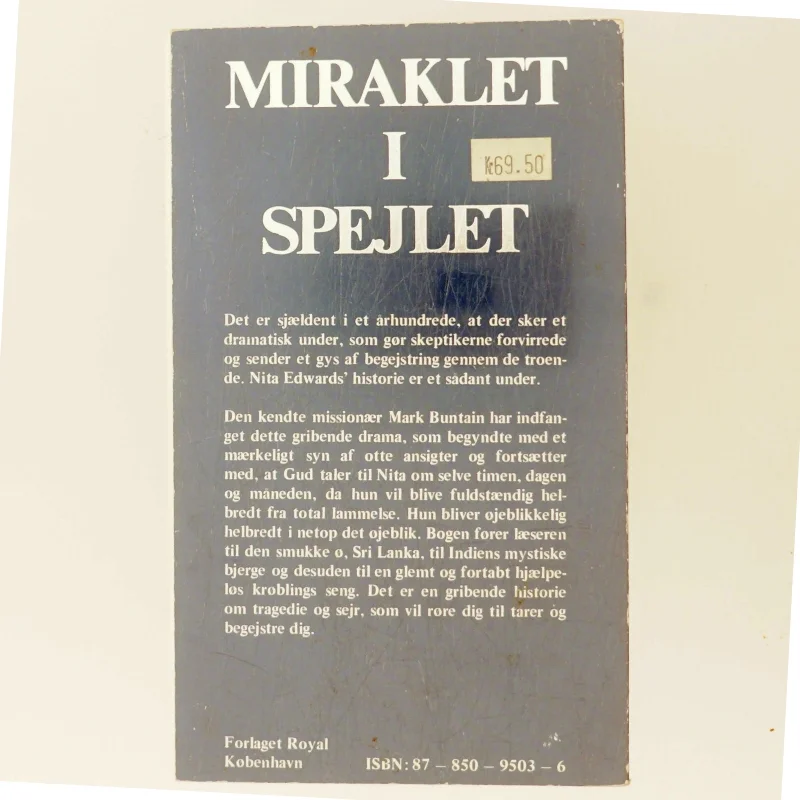 MIRAKLET
I
SPEJLET
kr69.50
Det er sjældent i et århundrede, at der sker et
dramatisk under, som gør skeptikerne forvirrede
og sender et gys af begejstring gennem de troen-
de. Nita Edwards' historie er et sådant under.
Den kendte missionær Mark Buntain har indfan-
get dette gribende drama, som begyndte med et
mærkeligt syn af otte ansigter og fortsætter
med, at Gud taler til Nita om selve timen, dagen
og måneden, da hun vil blive fuldstændig hel-
bredt fra total lammelse. Hun bliver øjeblikkelig
helbredt i netop det øjeblik. Bogen fører læseren
til den smukke ø, Sri Lanka, til Indiens mystiske
bjerge og desuden til en glemt og fortabt hjælpe-
løs kroblings seng. Det er en gribende historie
om tragedie og sejr, som vil røre dig til tårer og
begejstre dig.
Forlaget Royal
København
ISBN: 87 – 850 – 9503 – 6